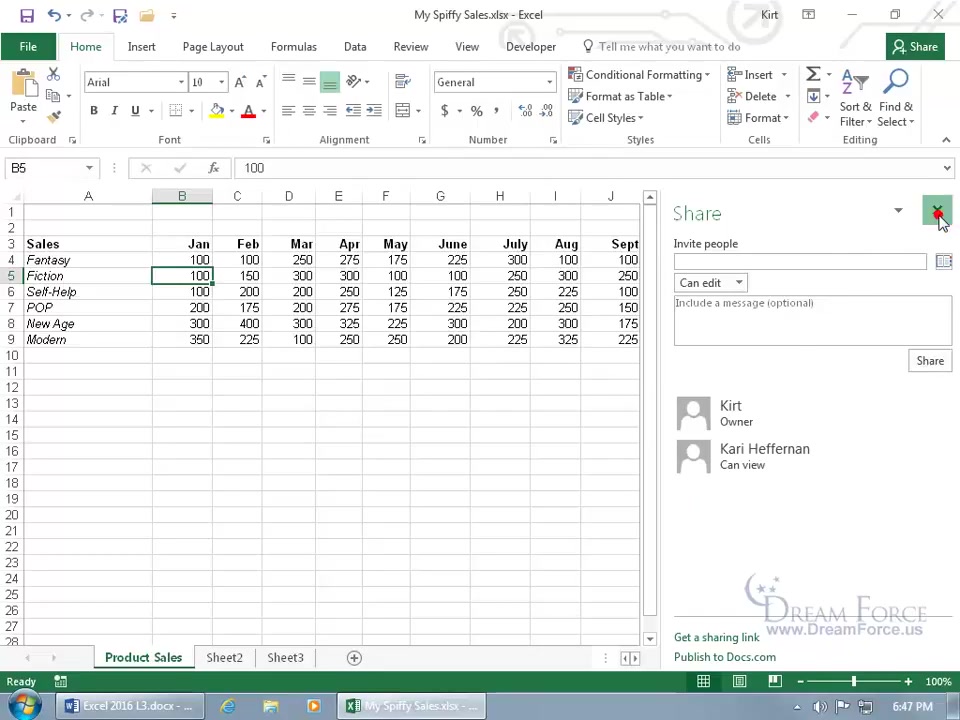 My Spiffy Sales.xlsx - Excel
Kirt
File Home Insert Page Layout Formulas Data Review View Developer Tell me what you want to do Share
Paste
Arial 10
General
Conditional Formatting
Format as Table
Cell Styles
Insert
Delete
Format
Sort & Filter
Find & Select
Clipboard Font Alignment Number Styles Cells Editing
B5 fx 100
A B C D E F G H I J
1
2
3 Sales Jan Feb Mar Apr May June July Aug Sept
4 Fantasy 100 100 250 275 175 225 300 100 100
5 Fiction 100 150 300 300 100 100 250 300 250
6 Self-Help 100 200 200 250 125 175 250 225 100
7 POP 200 175 200 275 175 225 225 250 150
8 New Age 300 400 300 325 225 300 200 300 175
9 Modern 350 225 100 250 250 200 225 325 225
10
11
12
13
14
15
16
17
18
19
20
21
22
23
24
25
26
27
28
Share
Invite people
Can edit
Include a message (optional)
Share
Kirt
Owner
Kari Heffernan
Can view
DREAM FORCE
www.DreamForce.us
Get a sharing link
Publish to Docs.com
Product Sales Sheet2 Sheet3
Ready
100%
Excel 2016 L3.docx - ...
My Spiffy Sales.xlsx - ...
6:47 PM